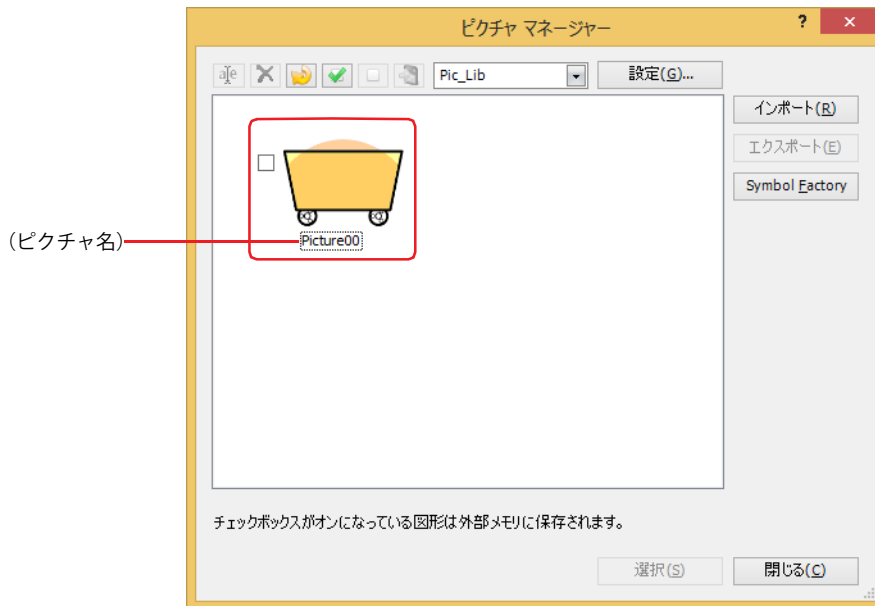 ピクチャ マネージャー
?
×
Pic_Lib
設定(G)...
インポート(R)
エクスポート(E)
Symbol Factory
(ピクチャ名)
Picture00
チェックボックスがオンになっている図形は外部メモリに保存されます。
選択(S)
閉じる(C)